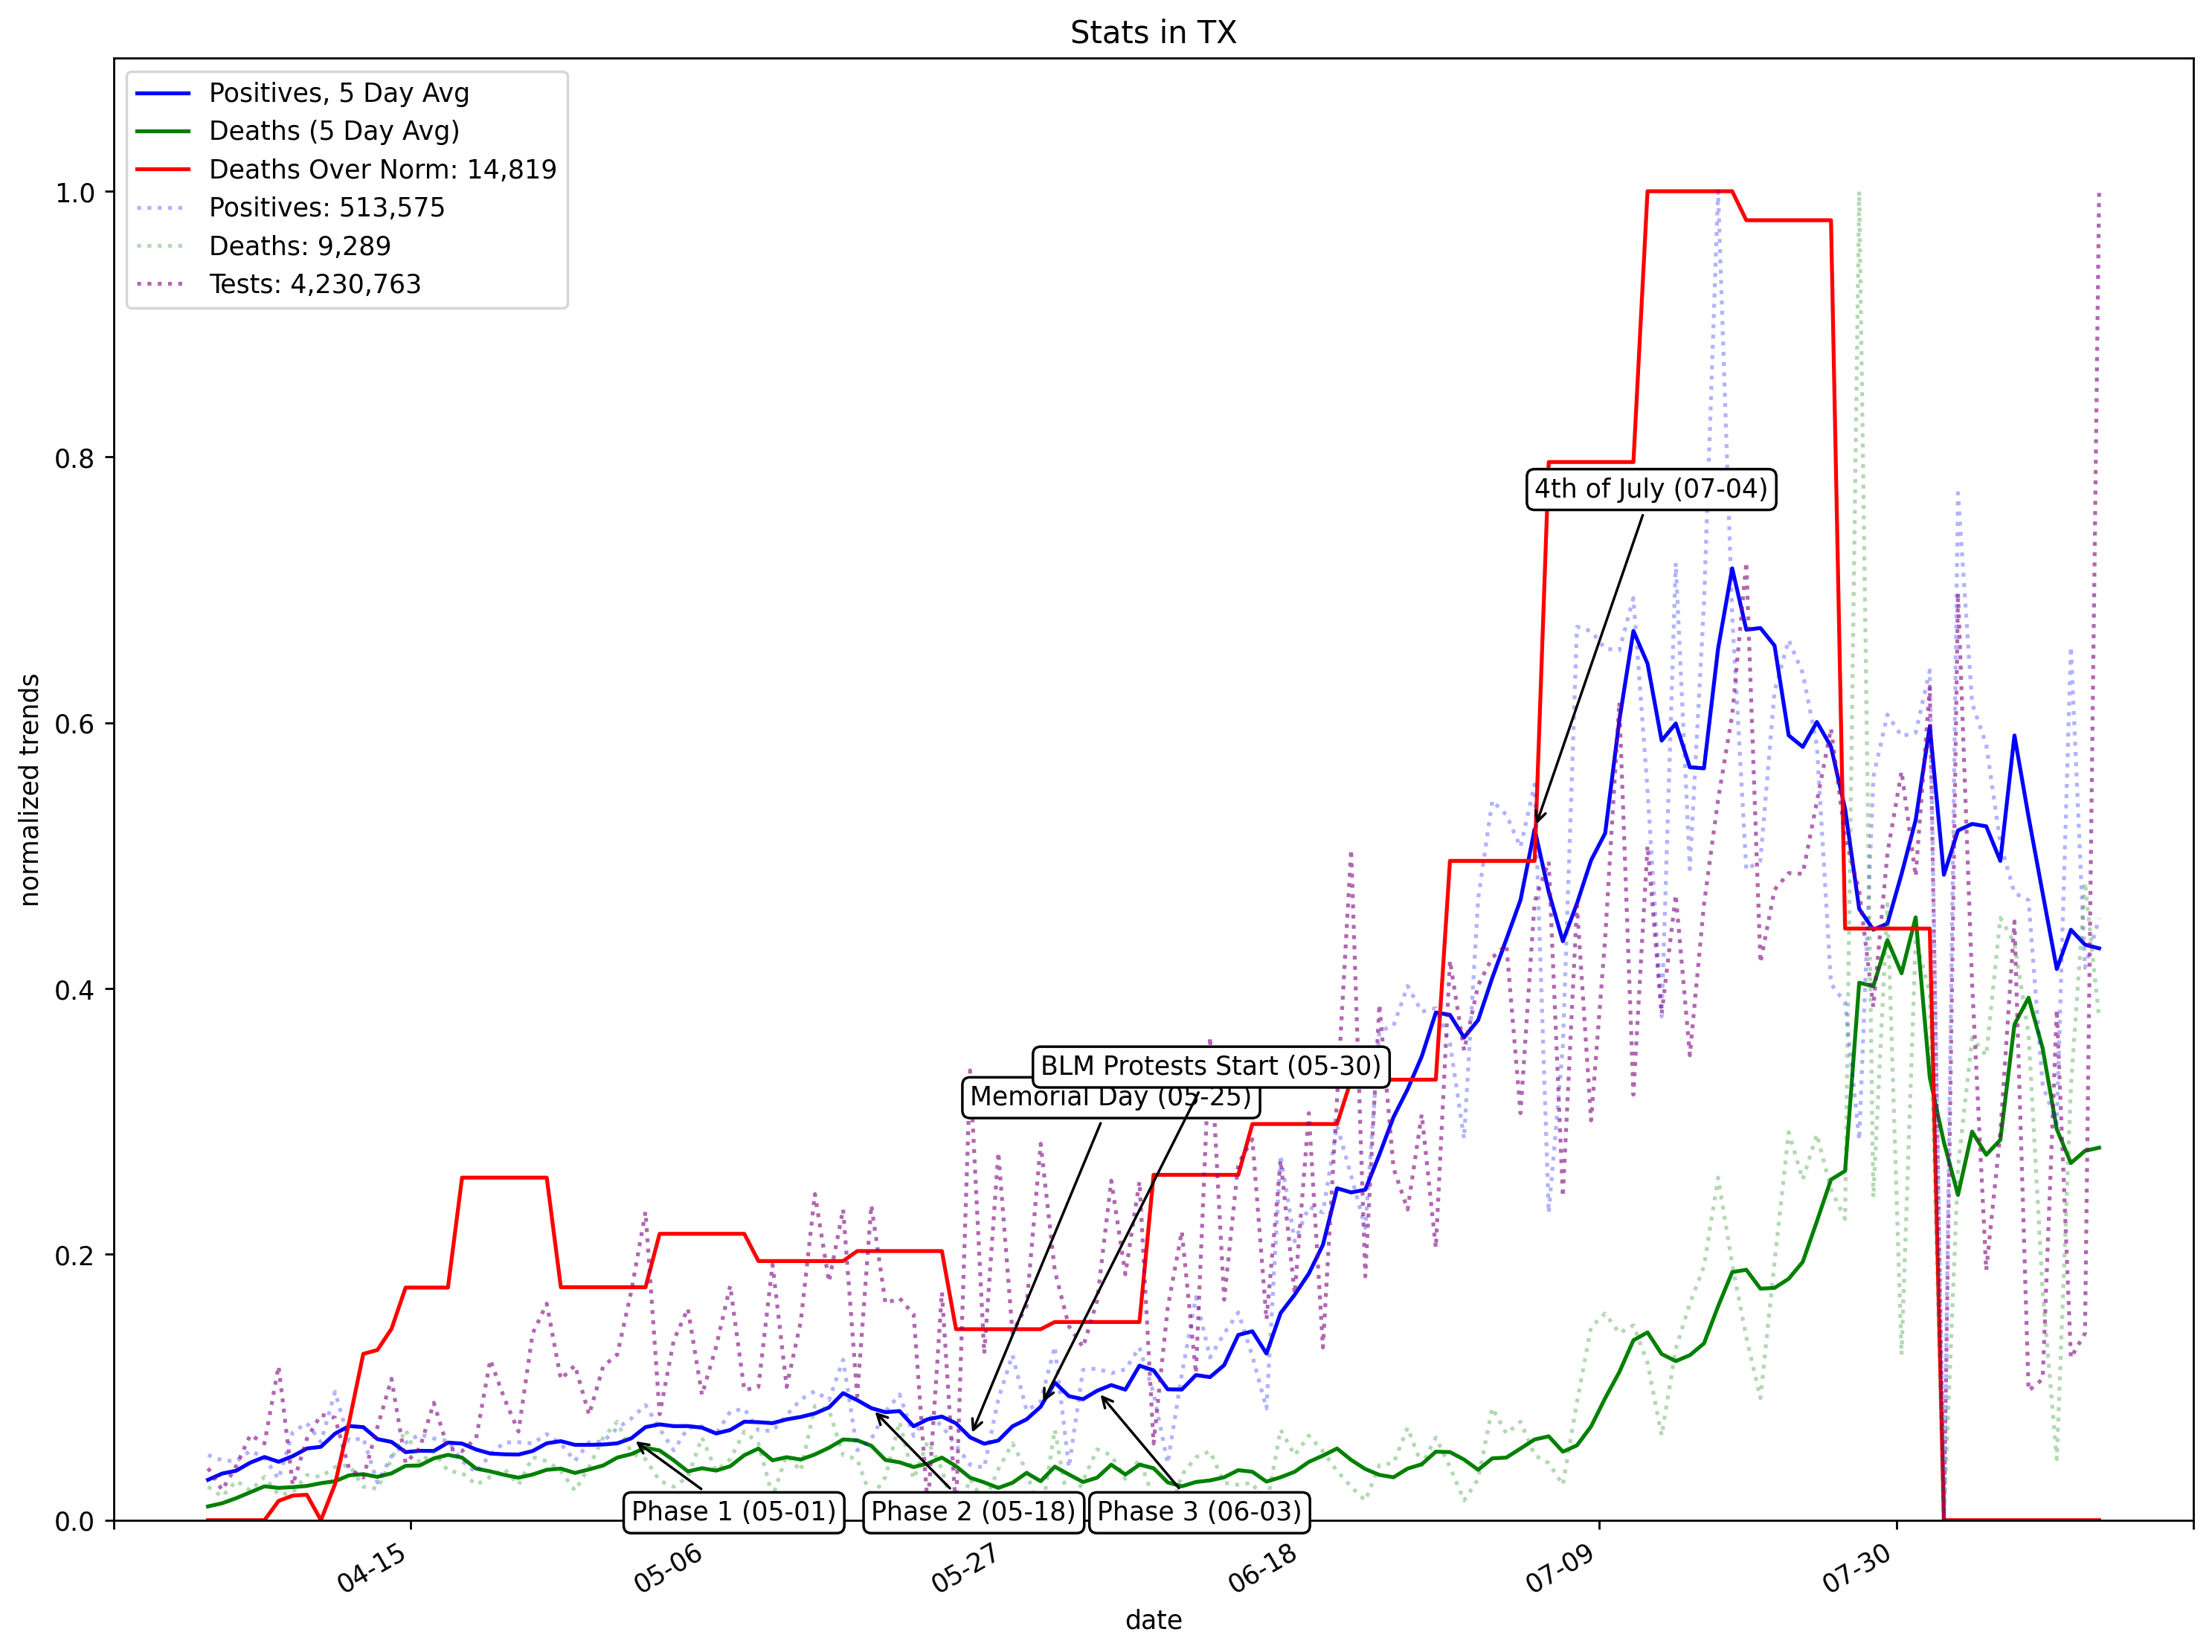 Stats in TX
Positives, 5 Day Avg
Deaths (5 Day Avg)
Deaths Over Norm: 14,819
Positives: 513,575
Deaths: 9,289
Tests: 4,230,763
1.0
0.8
0.6
0.4
0.2
0.0
normalized trends
4th of July (07-04)
BLM Protests Start (05-30)
Memorial Day (05-25)
Phase 1 (05-01)
Phase 2 (05-18)
Phase 3 (06-03)
04-15
05-06
05-27
06-18
07-09
07-30
date